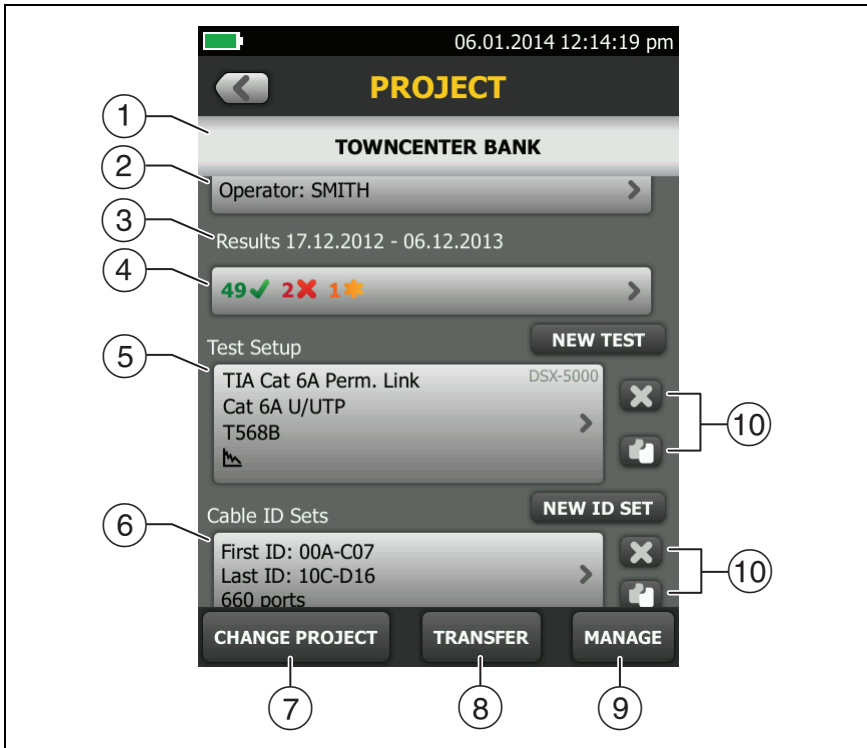 06.01.2014 12:14:19 pm
PROJECT
1
TOWNCENTER BANK
2
Operator: SMITH
3
Results 17.12.2012 - 06.12.2013
4
49 2 1
5
Test Setup
NEW TEST
TIA Cat 6A Perm. Link
DSX-5000
Cat 6A U/UTP
T568B
10
6
Cable ID Sets
NEW ID SET
First ID: 00A-C07
Last ID: 10C-D16
660 ports
10
CHANGE PROJECT
TRANSFER
MANAGE
7
8
9